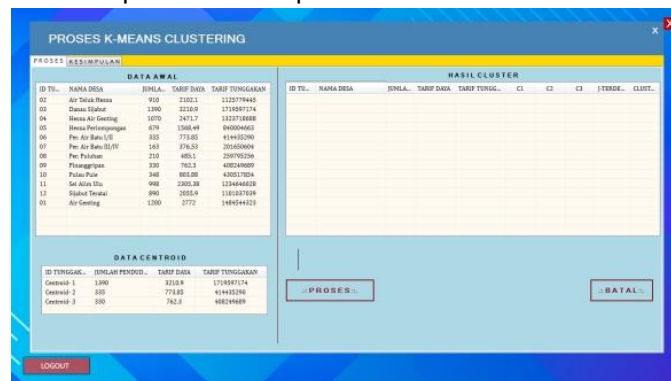 PROSES K-MEANS CLUSTERING
X
PROSES KESIMPULAN
DATA AWAL
ID TU... NAMA DESA JUMLA... TARIF DAYA TARIF TUNGGAKAN
02 Air Teluk Hessa 910 2102.1 1125779445
03 Danau Sijabut 1390 3210.9 1719597174
04 Hessa Air Genting 1070 2471.7 1323718688
05 Hessa Perlompongan 679 1568.49 840004663
06 Per. Air Batu I/II 335 773.85 414435290
07 Per. Air Batu III/IV 163 376.53 201650604
08 Per. Pulahan 210 485.1 259795256
09 Pinanggripan 330 762.3 408249689
10 Pulau Pule 348 803.88 430517854
11 Sei Alim Ulu 998 2305.38 1234646028
12 Sijabut Teratai 890 2055.9 1101037039
01 Air Genting 1200 2772 1484544323
HASIL CLUSTER
ID TU... NAMA DESA JUMLA... TARIF DAYA TARIF TUNGG... C1 C2 C3 J-TERDE... CLUST...
DATA CENTROID
ID TUNGGAK... JUMLAH PENDUD... TARIF DAYA TARIF TUNGGAKAN
Centroid- 1 1390 3210.9 1719597174
Centroid- 2 335 773.85 414435290
Centroid- 3 330 762.3 408249689
..::PROSES::..
..::BATAL::..
LOGOUT